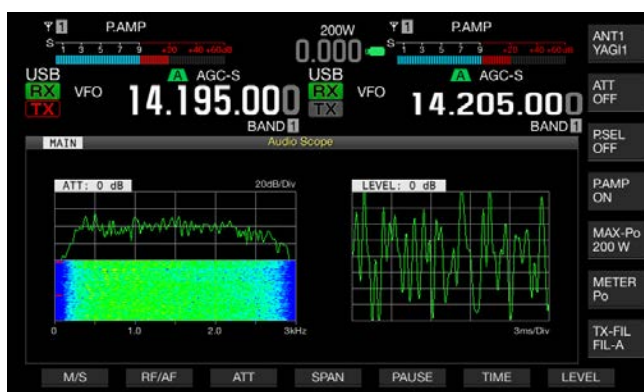 1 P.AMP 200W 1 P.AMP ANT1
S 1 3 5 7 9 +20 +40 +60dB 0.000 S 1 3 5 7 9 +20 +40 +60dB YAGI1
USB A AGC-S USB A AGC-S ATT
RX VFO 14.195.000 RX VFO 14.205.000 OFF
TX TX
BAND 1 BAND 1 P.SEL
MAIN Audio Scope OFF
ATT: 0 dB 20dB/Div LEVEL: 0 dB P.AMP
ON
MAX-Po
200 W
METER
Po
0 1.0 2.0 3kHz 3ms/Div TX-FIL
FIL-A
M/S RF/AF ATT SPAN PAUSE TIME LEVEL